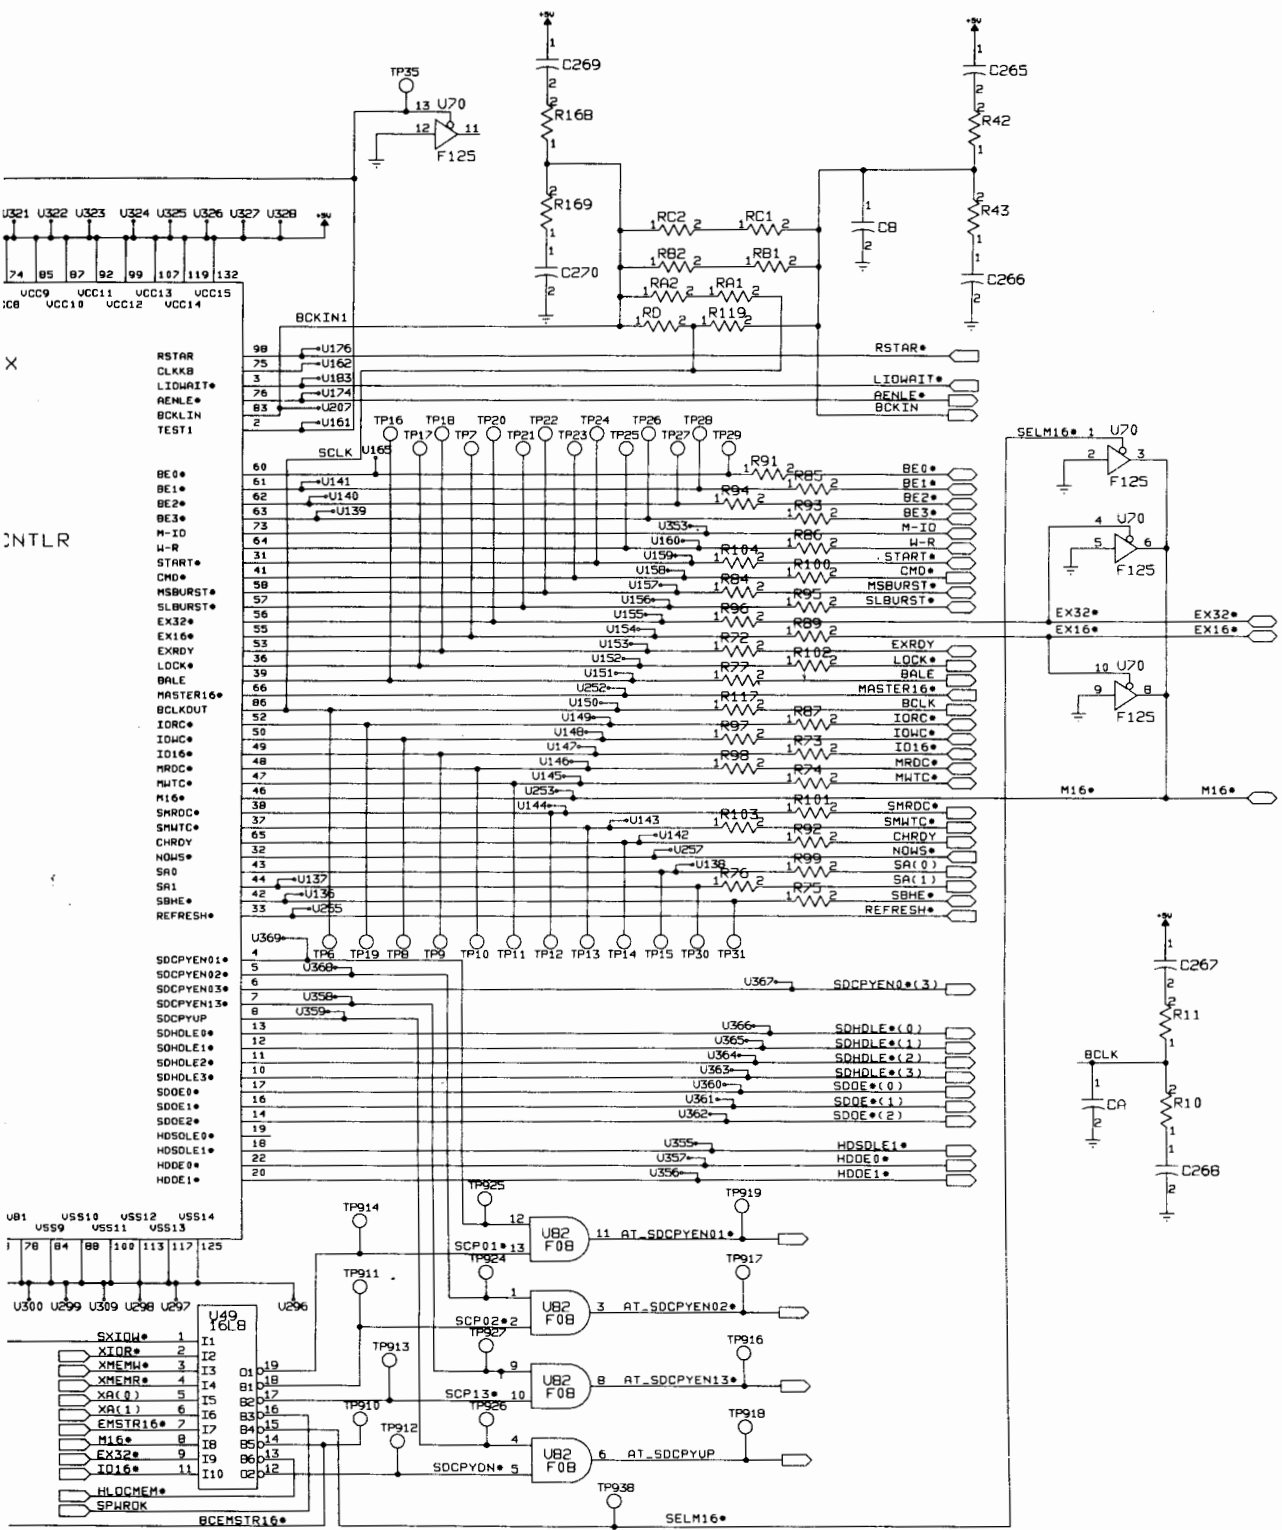 +5V
+5V
C269
C265
TP35
13 U70
12 11
F125
R168
R42
R169
R43
U321 U322 U323 U324 U325 U326 U327 U328 +5V
RC2 RC1
C8
RB2 RB1
C270
C266
RA2 RA1
RD R119
74 85 87 92 99 107 119 132
VCC9 VCC11 VCC13 VCC15
VCC10 VCC12 VCC14
BCKIN1
RSTAR 98 U176 RSTAR*
CLKKB 75 U162
LIOWAIT* 3 U183 LIOWAIT*
AENLE* 76 U174 AENLE*
BCKLIN 83 U207 BCKIN
TEST1 2 U161
X
CNTLR
TP16 TP18 TP20 TP22 TP24 TP26 TP28
TP17 TP7 TP21 TP23 TP25 TP27 TP29
SCLK U165
SELM16* 1 U70
2 3
F125
BE0* 60 R91 BE0*
BE1* 61 U141 R85 BE1*
BE2* 62 U140 R94 BE2*
BE3* 63 U139 R93 BE3*
M-IO 73 U353 M-IO
W-R 64 U160 R86 W-R
START* 31 U159 R104 START*
CMD* 41 U158 R100 CMD*
MSBURST* 58 U157 R84 MSBURST*
SLBURST* 57 U156 R95 SLBURST*
4 U70
5 6
F125
EX32* 56 U155 R96 EX32* EX32*
EX16* 55 U154 R89 EX16* EX16*
EXRDY 53 U153 R72 EXRDY
LOCK* 36 U152 R102 LOCK*
BALE 39 U151 R77 BALE
MASTER16* 66 U252 MASTER16*
BCLKOUT 86 U150 R117 BCLK
IORC* 52 U149 R87 IORC*
IOWC* 50 U148 R97 IOWC*
IO16* 49 U147 R73 IO16*
MRDC* 48 U146 R98 MRDC*
MWTC* 47 U145 R74 MWTC*
10 U70
9 8
F125
M16* 46 U253 M16* M16*
SMRDC* 38 U144 R101 SMRDC*
SMWTC* 37 U143 R103 SMWTC*
CHRDY 65 U142 R92 CHRDY
NOWS* 32 U257 NOWS*
SA0 43 U138 R99 SA(0)
SA1 44 U137 R76 SA(1)
SBHE* 42 U136 R75 SBHE*
REFRESH* 33 U255 REFRESH*
TP6 TP19 TP8 TP9 TP10 TP11 TP12 TP13 TP14 TP15 TP30 TP31
U369
SDCPYEN01* 4
SDCPYEN02* 5 U368
SDCPYEN03* 6 U367 SDCPYEN0*(3)
SDCPYEN13* 7 U358
SDCPYUP 8 U359
SDHDLE0* 13 U366 SDHDLE*(0)
SDHDLE1* 12 U365 SDHDLE*(1)
SDHDLE2* 11 U364 SDHDLE*(2)
SDHDLE3* 10 U363 SDHDLE*(3)
SDOE0* 17 U360 SDOE*(0)
SDOE1* 16 U361 SDOE*(1)
SDOE2* 14 U362 SDOE*(2)
HDSDLE0* 19
HDSDLE1* 18 U355 HDSDLE1*
HDOE0* 22 U357 HDOE0*
HDOE1* 20 U356 HDOE1*
+5V
C267
R11
BCLK
CA
R10
C268
VSS10 VSS12 VSS14
VSS9 VSS11 VSS13
78 84 88 100 113 117 125
U300 U299 U309 U298 U297 U296
TP925
TP914
TP919
12 U82 11 AT_SDCPYEN01*
SCP01* 13 F08
TP924
TP911
TP917
1 U82 3 AT_SDCPYEN02*
SCP02* 2 F08
TP927
TP913
TP916
9 U82 8 AT_SDCPYEN13*
SCP13* 10 F08
TP926
TP910
TP912
TP918
4 U82 6 AT_SDCPYUP
SDCPYDN* 5 F08
TP938
U49
16L8
SXIOW* 1 I1
XIOR* 2 I2
XMEMW* 3 I3 O1 19
XMEMR* 4 I4 B1 18
XA(0) 5 I5 B2 17
XA(1) 6 I6 B3 16
EMSTR16* 7 I7 B4 15
M16* 8 I8 B5 14
EX32* 9 I9 B6 13
IO16* 11 I10 O2 12
HLOCMEM*
SPWROK
BCEMSTR16*
SELM16*